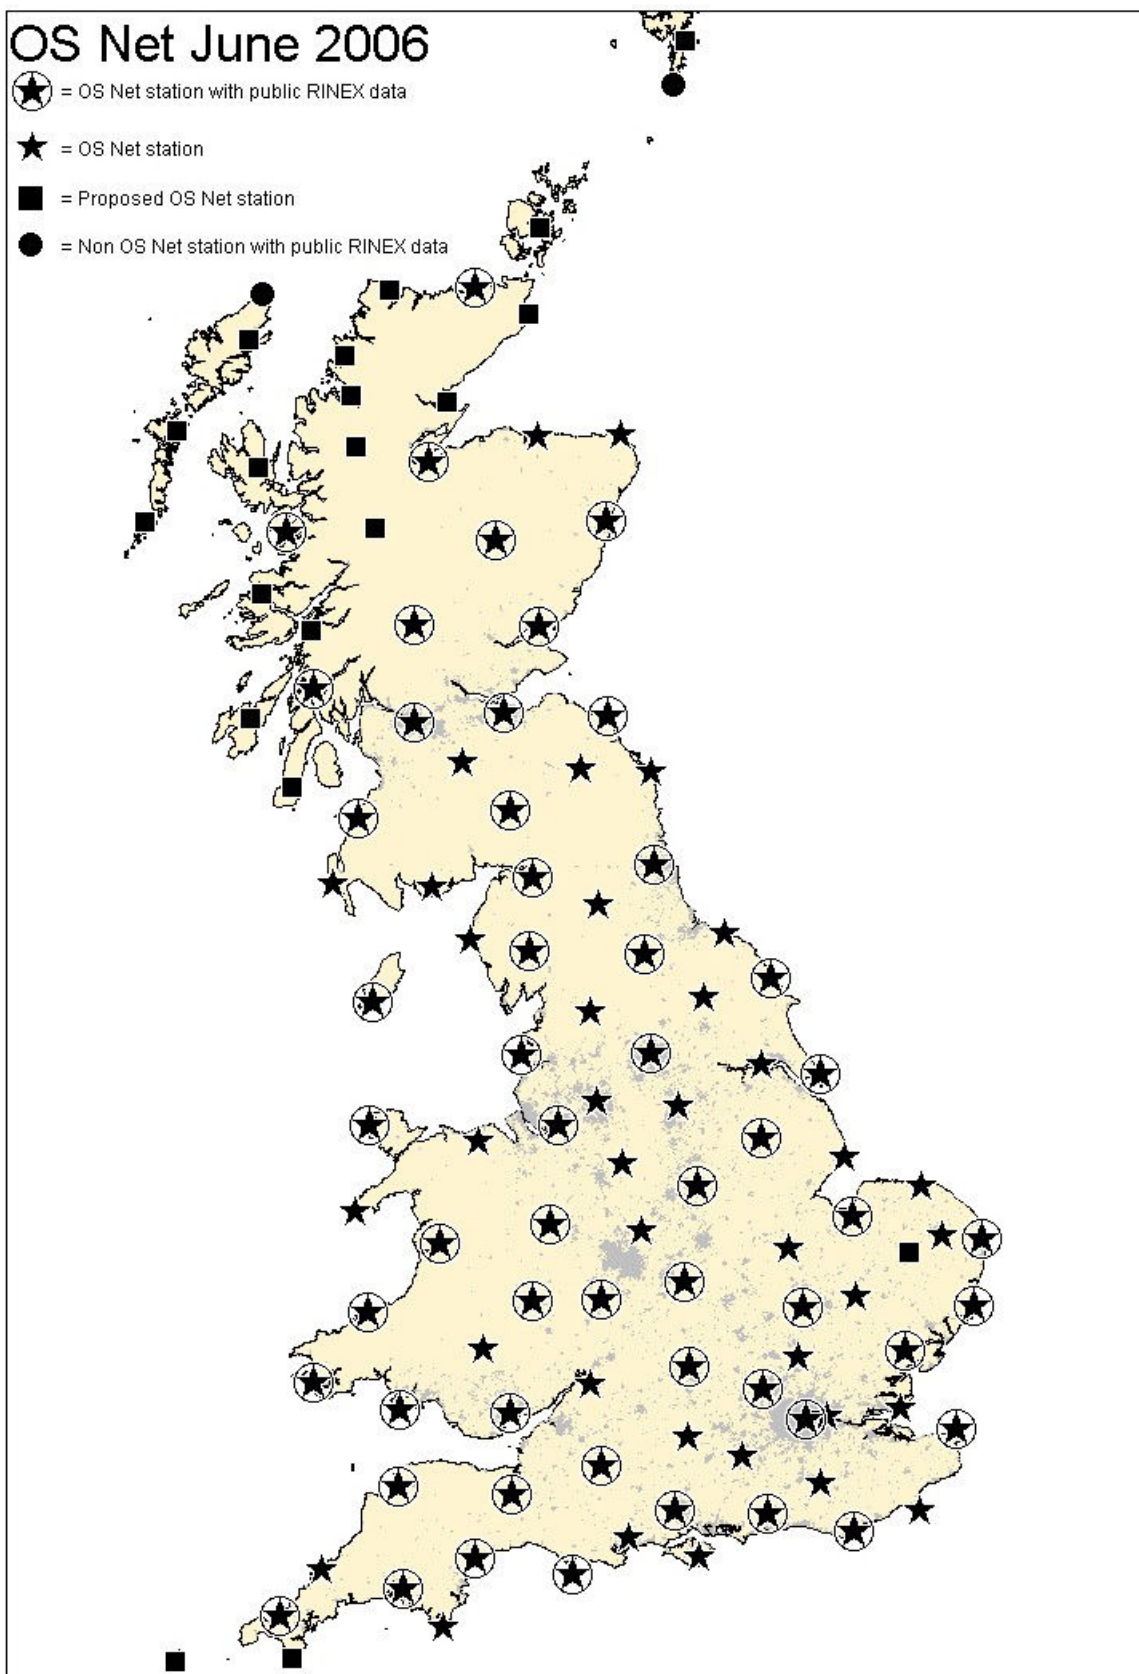 OS Net June 2006
= OS Net station with public RINEX data
= OS Net station
= Proposed OS Net station
= Non OS Net station with public RINEX data